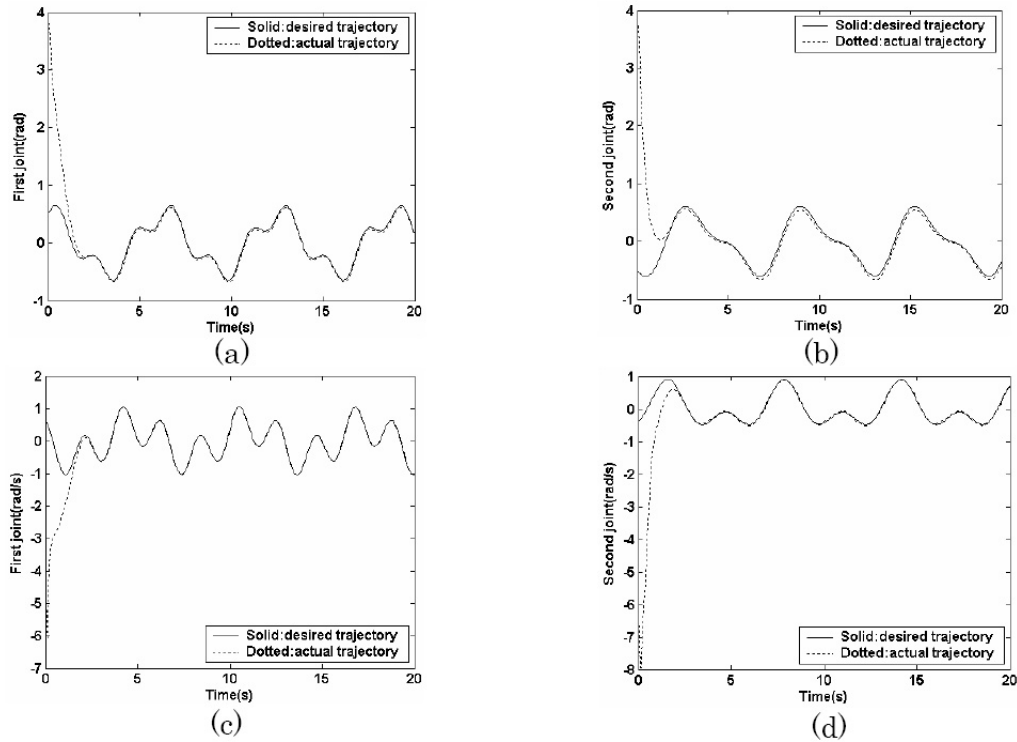 4
3
2
1
0
-1
First joint(rad)
Solid:desired trajectory
Dotted:actual trajectory
0 5 10 15 20
Time(s)
(a)
4
3
2
1
0
-1
Second joint(rad)
Solid:desired trajectory
Dotted:actual trajectory
0 5 10 15 20
Time(s)
(b)
2
1
0
-1
-2
-3
-4
-5
-6
-7
First joint(rad/s)
Solid:desired trajectory
Dotted:actual trajectory
0 5 10 15 20
Time(s)
(c)
1
0
-1
-2
-3
-4
-5
-6
-7
-8
Second joint(rad/s)
Solid:desired trajectory
Dotted:actual trajectory
0 5 10 15 20
Time(s)
(d)